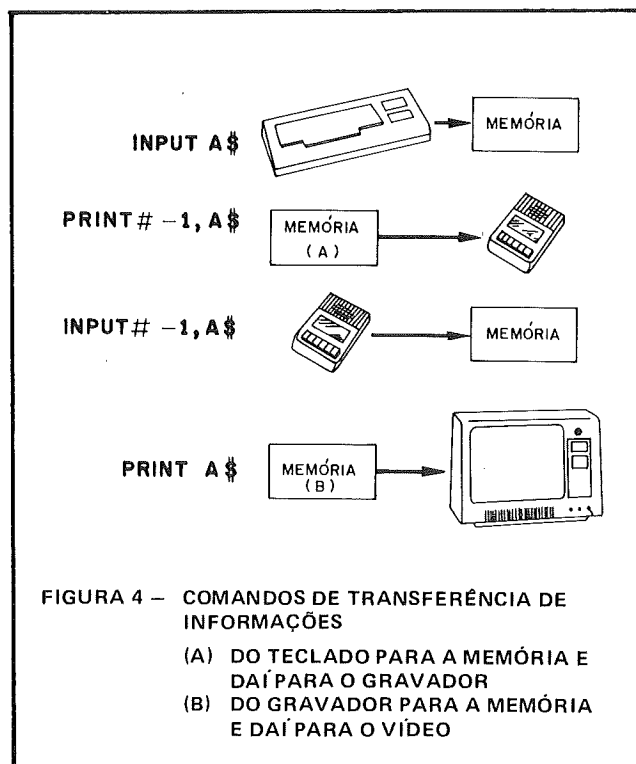 INPUT A$ MEMÓRIA
PRINT# -1, A$ MEMÓRIA
(A)
INPUT# -1, A$ MEMÓRIA
PRINT A$ MEMÓRIA
(B)
FIGURA 4 – COMANDOS DE TRANSFERÊNCIA DE
INFORMAÇÕES
(A) DO TECLADO PARA A MEMÓRIA E
DAÍ PARA O GRAVADOR
(B) DO GRAVADOR PARA A MEMÓRIA
E DAÍ PARA O VÍDEO